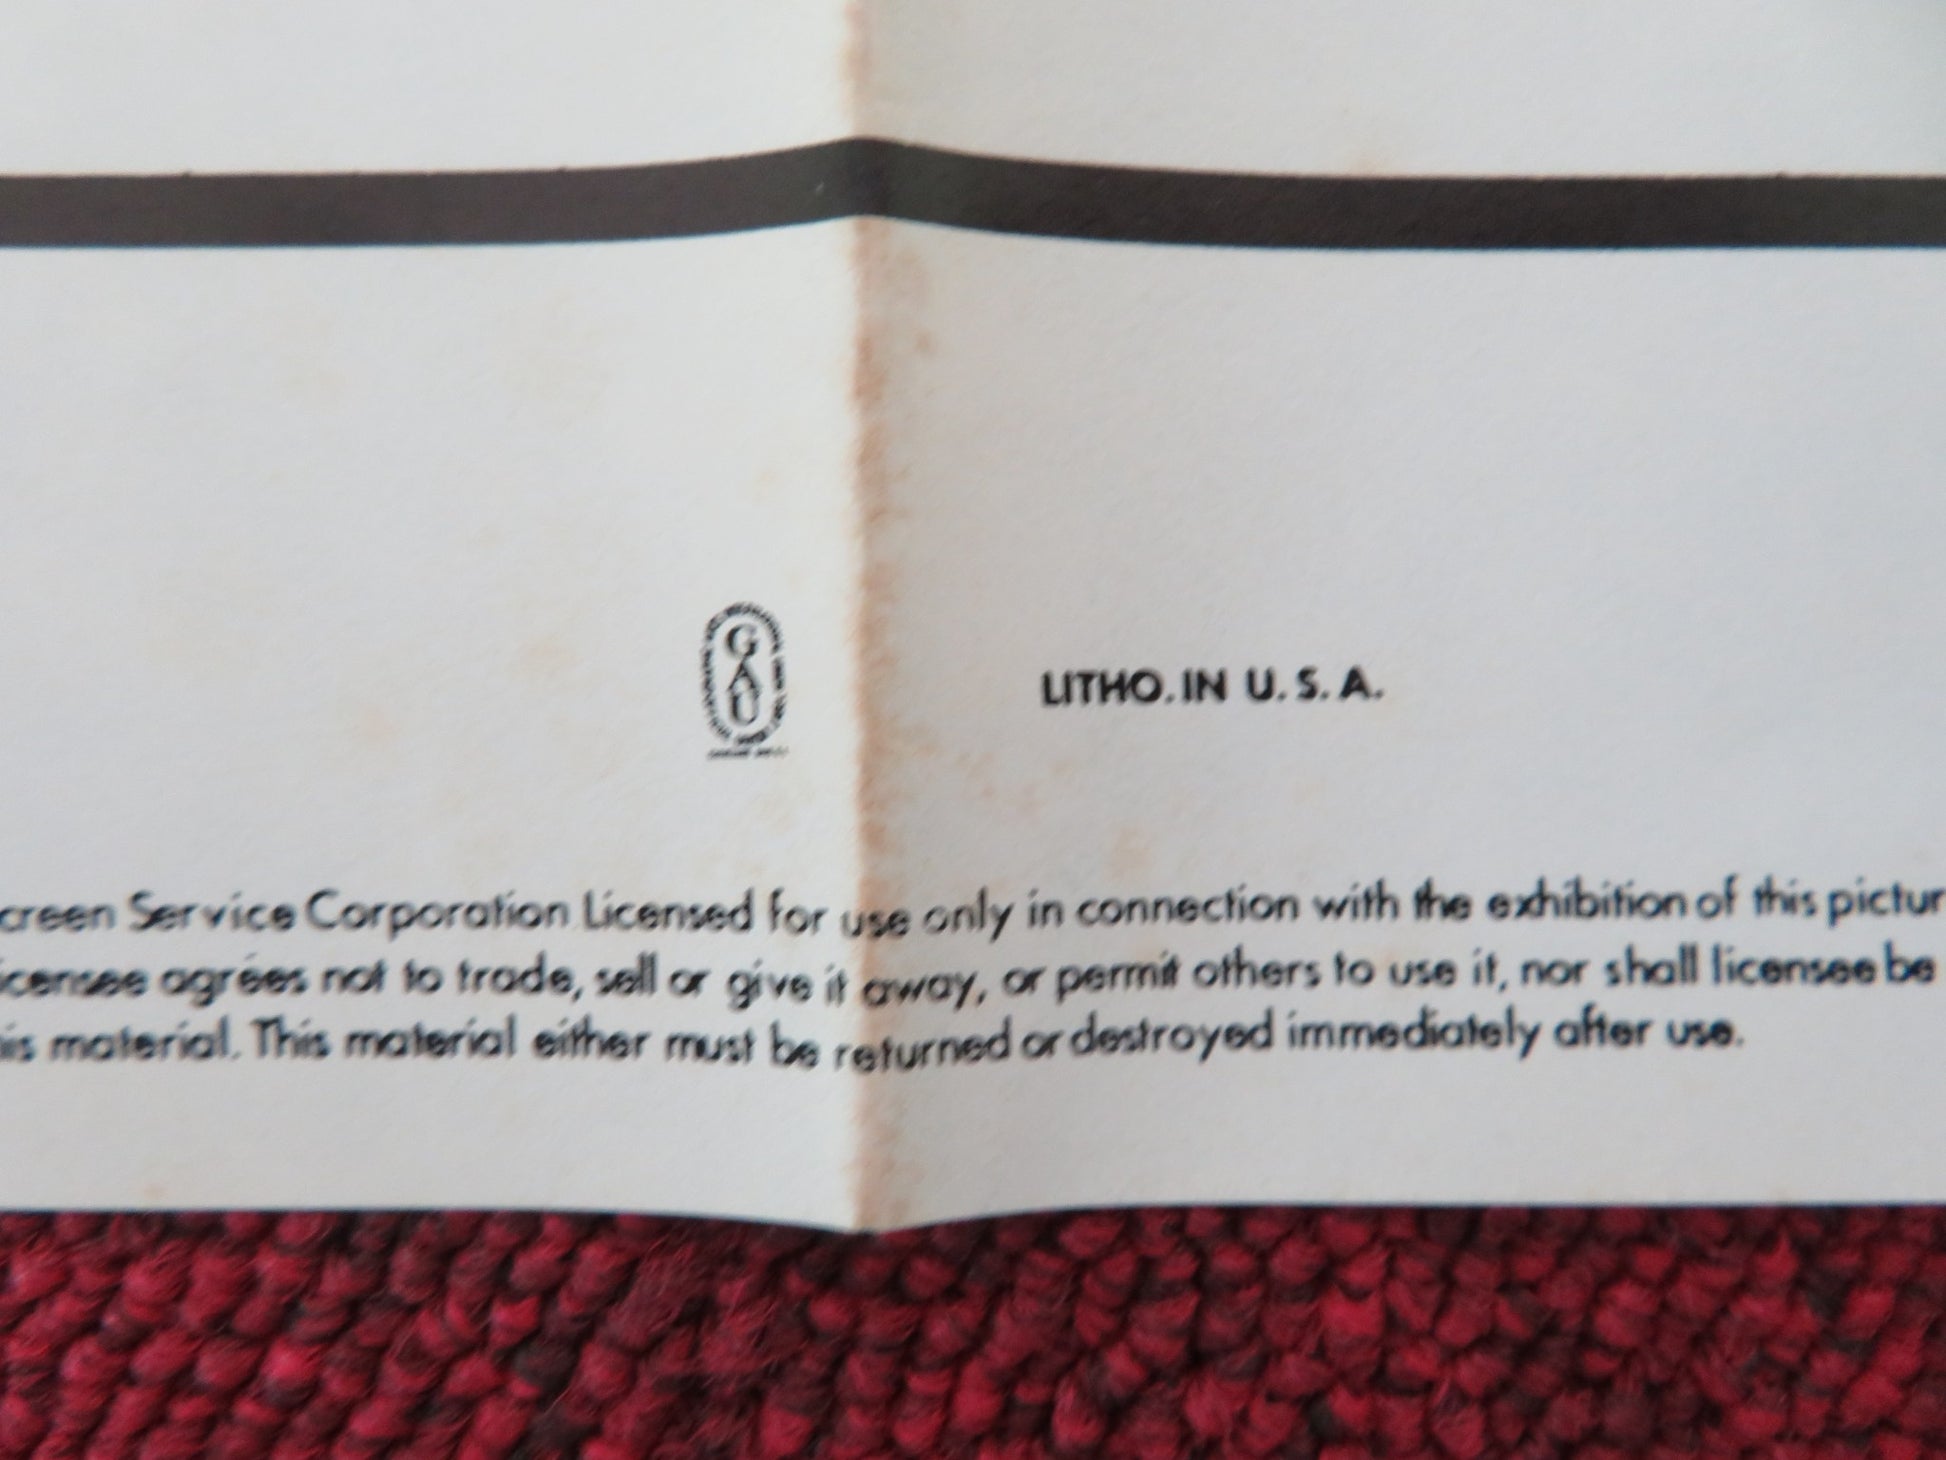 GAU
LITHO. IN U. S. A.
creen Service Corporation Licensed for use only in connection with the exhibition of this pictur
icensee agrees not to trade, sell or give it away, or permit others to use it, nor shall licensee be
is material. This material either must be returned or destroyed immediately after use.